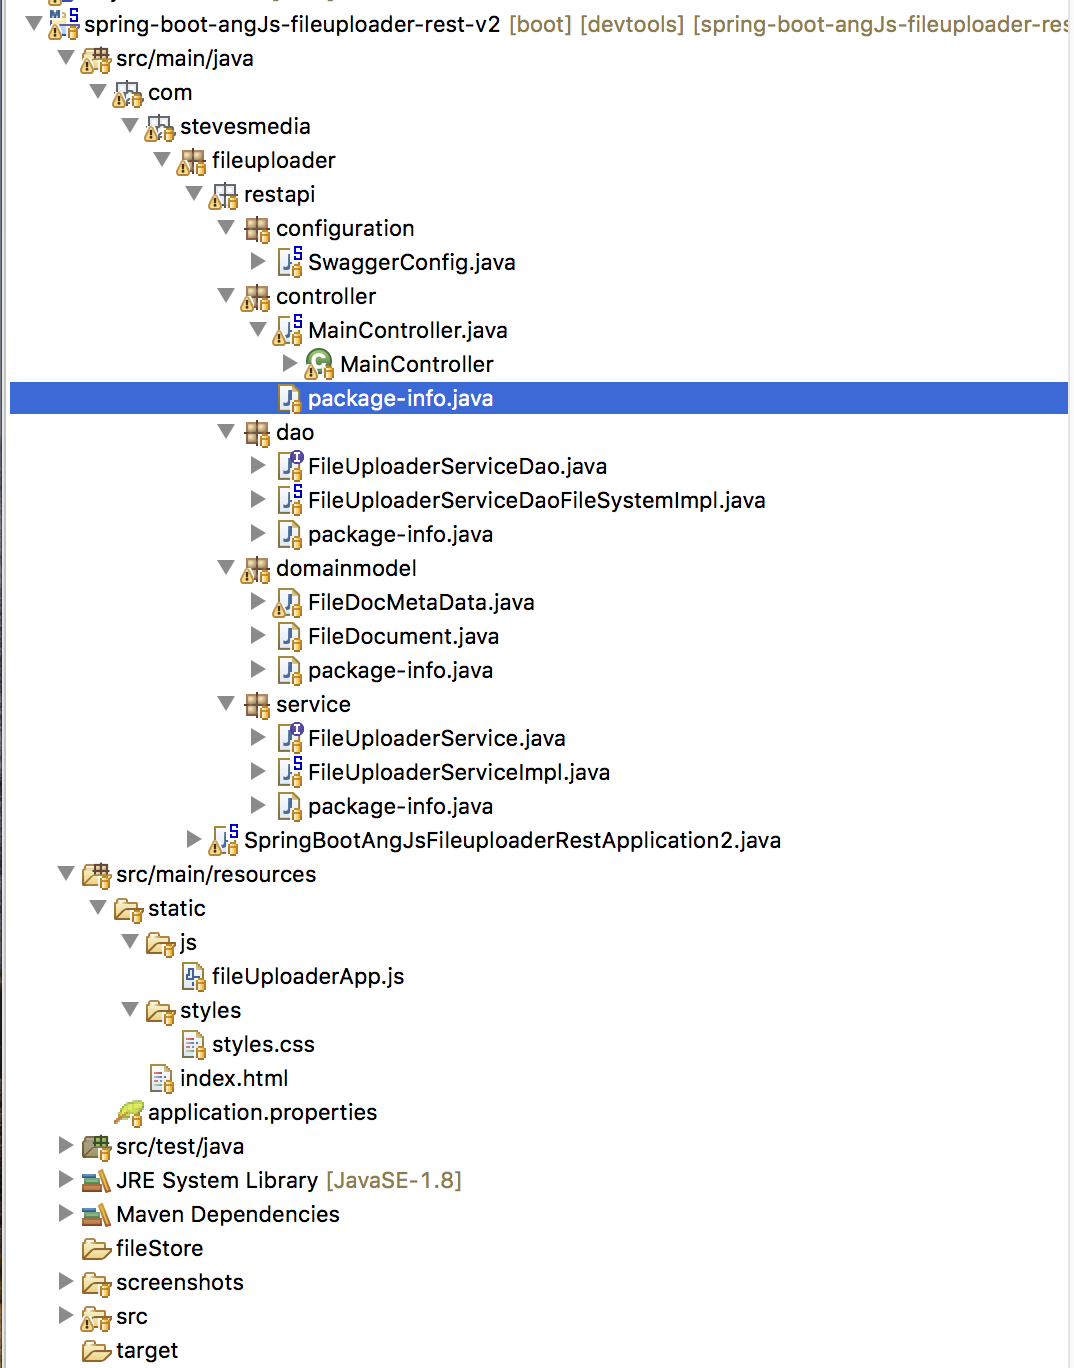 spring-boot-angJs-fileuploader-rest-v2 [boot] [devtools] [spring-boot-angJs-fileuploader-res
src/main/java
com
stevesmedia
fileuploader
restapi
configuration
SwaggerConfig.java
controller
MainController.java
MainController
package-info.java
dao
FileUploaderServiceDao.java
FileUploaderServiceDaoFileSystemImpl.java
package-info.java
domainmodel
FileDocMetaData.java
FileDocument.java
package-info.java
service
FileUploaderService.java
FileUploaderServiceImpl.java
package-info.java
SpringBootAngJsFileuploaderRestApplication2.java
src/main/resources
static
js
fileUploaderApp.js
styles
styles.css
index.html
application.properties
src/test/java
JRE System Library [JavaSE-1.8]
Maven Dependencies
fileStore
screenshots
src
target